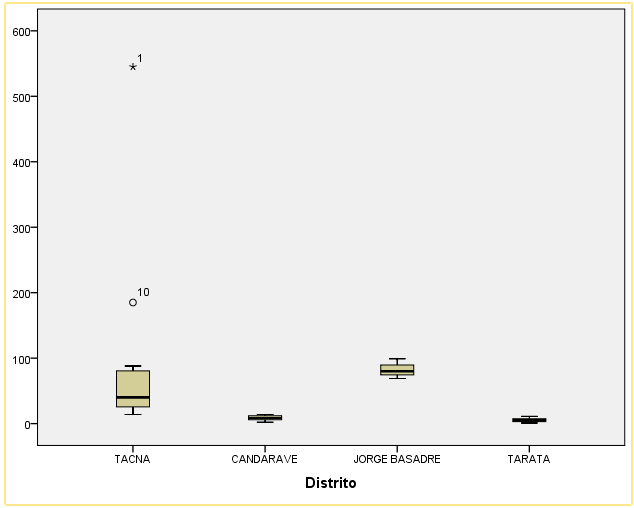 600
500
400
300
200
100
0
1
10
TACNA
CANDARAVE
JORGE BASADRE
TARATA
Distrito